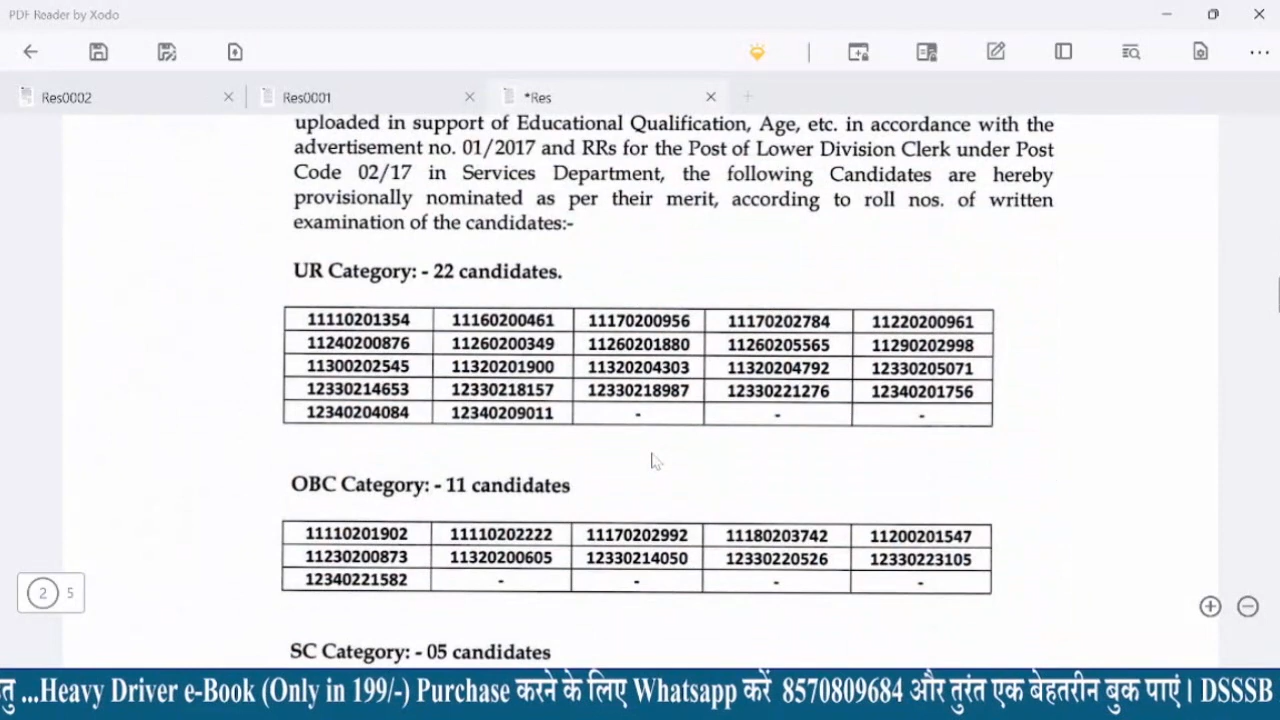 PDF Reader by Xodo
Res0002
Res0001
*Res
uploaded in support of Educational Qualification, Age, etc. in accordance with the
advertisement no. 01/2017 and RRs for the Post of Lower Division Clerk under Post
Code 02/17 in Services Department, the following Candidates are hereby
provisionally nominated as per their merit, according to roll nos. of written
examination of the candidates:-
UR Category: - 22 candidates.
11110201354 11160200461 11170200956 11170202784 11220200961
11240200876 11260200349 11260201880 11260205565 11290202998
11300202545 11320201900 11320204303 11320204792 12330205071
12330214653 12330218157 12330218987 12330221276 12340201756
12340204084 12340209011 - - -
OBC Category: - 11 candidates
11110201902 11110202222 11170202992 11180203742 11200201547
11230200873 11320200605 12330214050 12330220526 12330223105
12340221582 - - - -
2 5
SC Category: - 05 candidates
तु ...Heavy Driver e-Book (Only in 199/-) Purchase करने के लिए Whatsapp करें 8570809684 और तुरंत एक बेहतरीन बुक पाएं। DSSSB